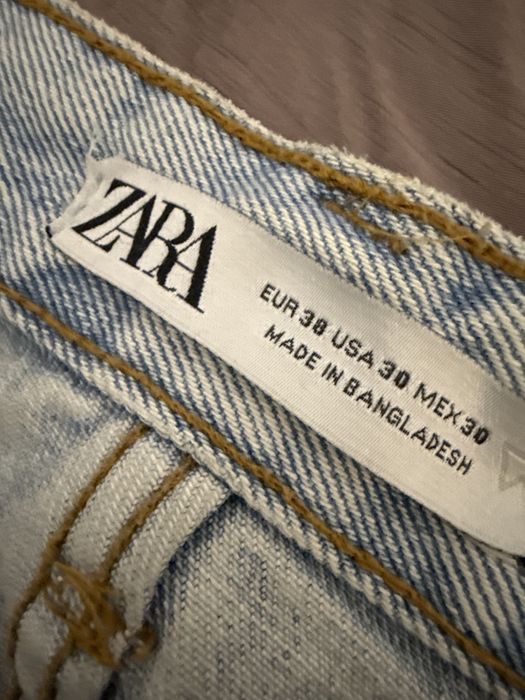 ZARA
EUR 38 USA 30 MEX 30
MADE IN BANGLADESH